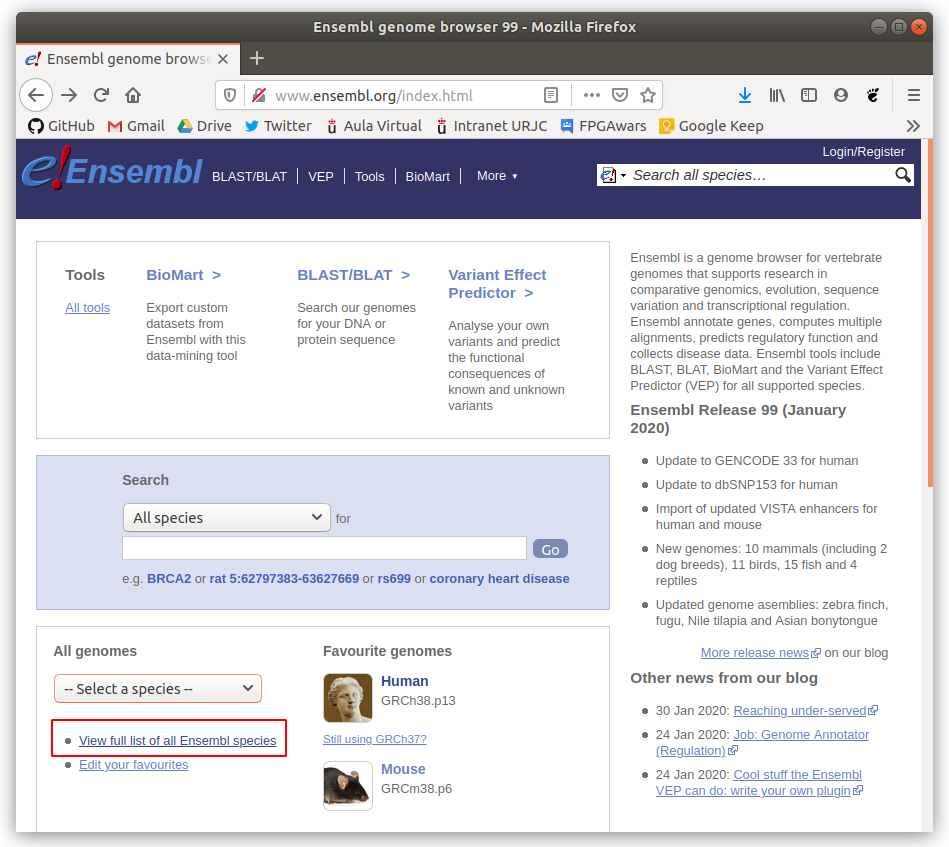 Ensembl genome browser 99 - Mozilla Firefox
e! Ensembl genome browse
www.ensembl.org/index.html
GitHub Gmail Drive Twitter Aula Virtual Intranet URJC FPGAwars Google Keep
Login/Register
e!Ensembl BLAST/BLAT VEP Tools BioMart More
e! Search all species…
Tools
All tools
BioMart >
Export custom
datasets from
Ensembl with this
data-mining tool
BLAST/BLAT >
Search our genomes
for your DNA or
protein sequence
Variant Effect
Predictor >
Analyse your own
variants and predict
the functional
consequences of
known and unknown
variants
Search
All species for
Go
e.g. BRCA2 or rat 5:62797383-63627669 or rs699 or coronary heart disease
All genomes
-- Select a species --
View full list of all Ensembl species
Edit your favourites
Favourite genomes
Human
GRCh38.p13
Still using GRCh37?
Mouse
GRCm38.p6
Ensembl is a genome browser for vertebrate
genomes that supports research in
comparative genomics, evolution, sequence
variation and transcriptional regulation.
Ensembl annotate genes, computes multiple
alignments, predicts regulatory function and
collects disease data. Ensembl tools include
BLAST, BLAT, BioMart and the Variant Effect
Predictor (VEP) for all supported species.
Ensembl Release 99 (January
2020)
Update to GENCODE 33 for human
Update to dbSNP153 for human
Import of updated VISTA enhancers for
human and mouse
New genomes: 10 mammals (including 2
dog breeds), 11 birds, 15 fish and 4
reptiles
Updated genome asemblies: zebra finch,
fugu, Nile tilapia and Asian bonytongue
More release news on our blog
Other news from our blog
30 Jan 2020: Reaching under-served
24 Jan 2020: Job: Genome Annotator
(Regulation)
24 Jan 2020: Cool stuff the Ensembl
VEP can do: write your own plugin